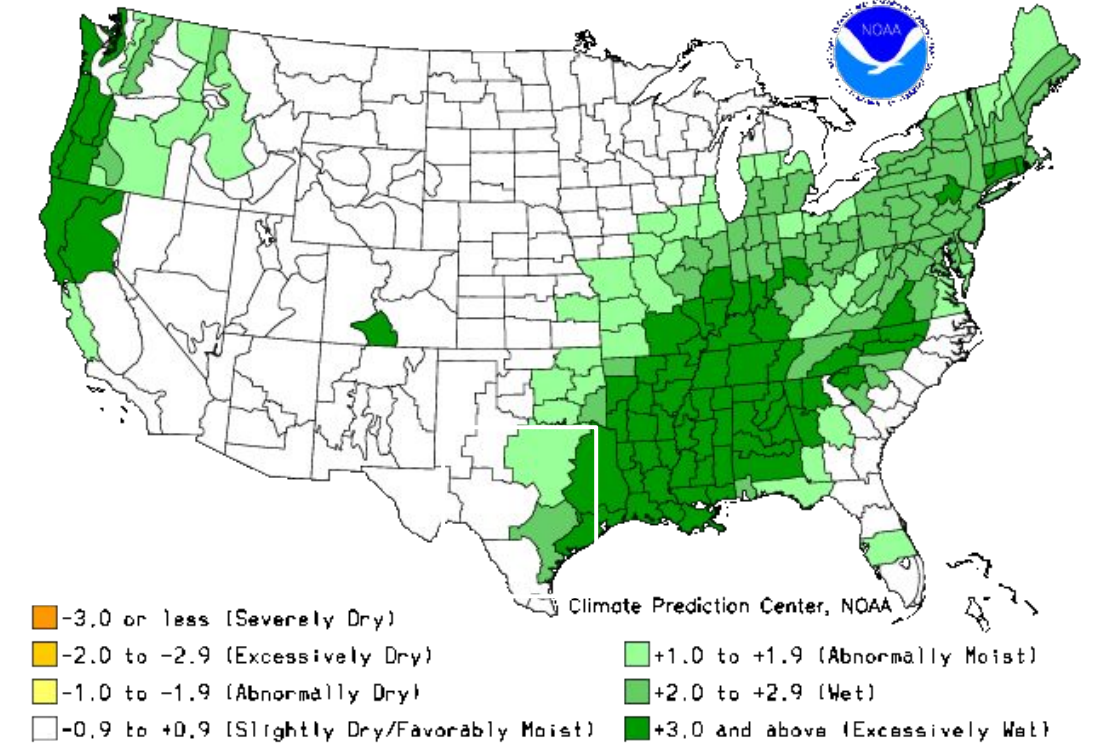 NOAA
Climate Prediction Center, NOAA
-3.0 or less (Severely Dry)
-2.0 to -2.9 (Excessively Dry)
+1.0 to +1.9 (Abnormally Moist)
-1.0 to -1.9 (Abnormally Dry)
+2.0 to +2.9 (Wet)
-0.9 to +0.9 (Slightly Dry/Favorably Moist)
+3.0 and above (Excessively Wet)